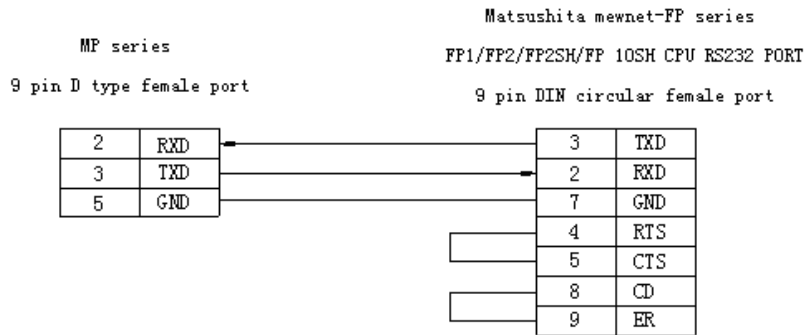 Matsushita mewnet-FP series
MP series
FP1/FP2/FP2SH/FP 10SH CPU RS232 PORT
9 pin D type female port
9 pin DIN circular female port
2 RXD 3 TXD
3 TXD 2 RXD
5 GND 7 GND
4 RTS
5 CTS
8 CD
9 ER